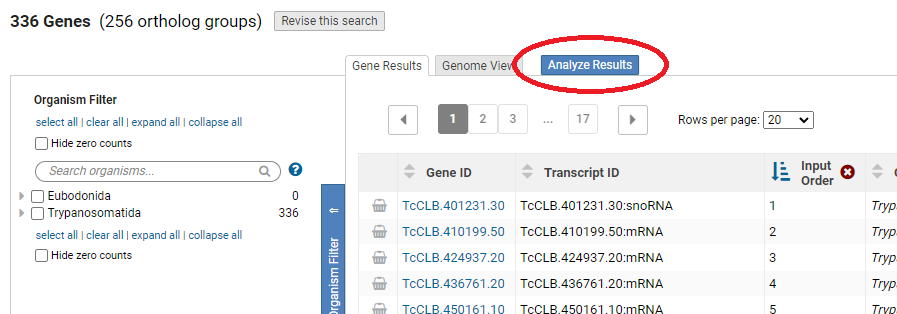 336 Genes (256 ortholog groups) Revise this search
Gene Results Genome View Analyze Results
Organism Filter
select all | clear all | expand all | collapse all
Hide zero counts
Search organisms... ?
Eubodonida 0
Trypanosomatida 336
select all | clear all | expand all | collapse all
Hide zero counts
Organism Filter
1 2 3 ... 17 Rows per page: 20
Gene ID Transcript ID Input Order
TcCLB.401231.30 TcCLB.401231.30:snoRNA 1 Tryp
TcCLB.410199.50 TcCLB.410199.50:mRNA 2 Tryp
TcCLB.424937.20 TcCLB.424937.20:mRNA 3 Tryp
TcCLB.436761.20 TcCLB.436761.20:mRNA 4 Tryp
TcCLB.450161.10 TcCLB.450161.10:mRNA 5 Tryp